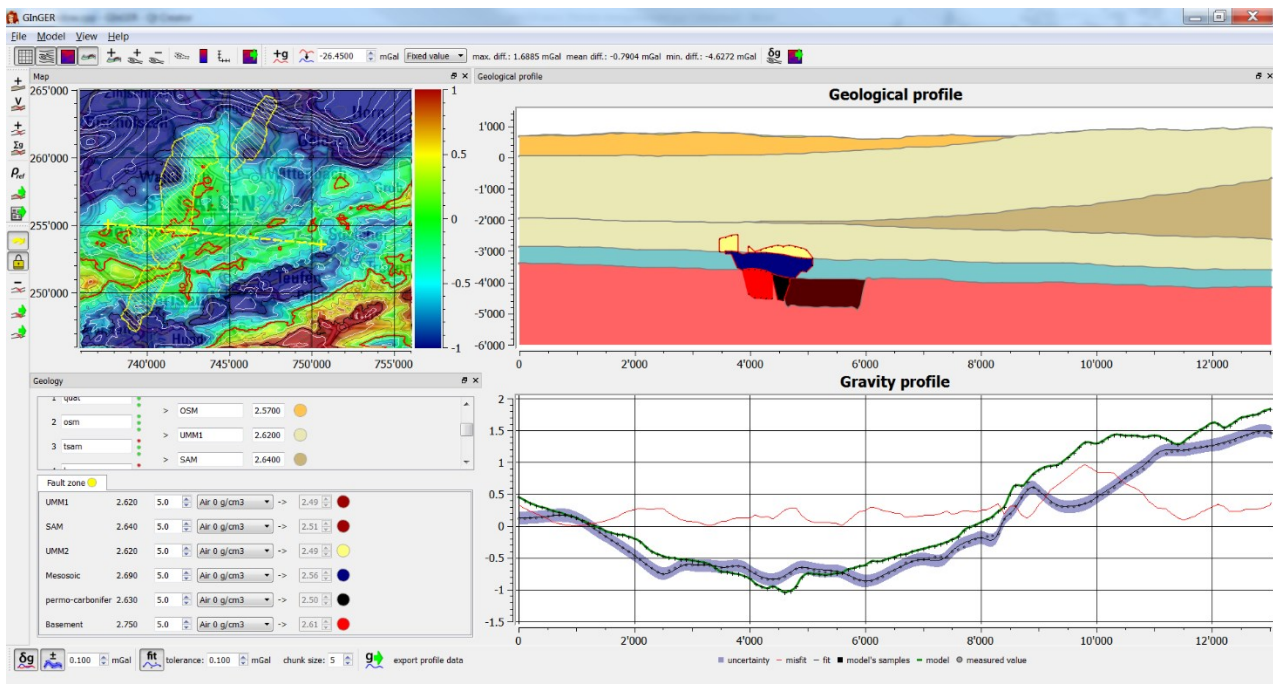 GInGER
File Model View Help
+g -26.4500 mGal Fixed value max. diff.: 1.6885 mGal mean diff.: -0.7904 mGal min. diff.: -4.6272 mGal δg
Map
Geological profile
V
Σg
ρref
265'000
260'000
255'000
250'000
740'000 745'000 750'000 755'000
1
0.5
0
-0.5
-1
Horn
Wittenbach
ST. GALLEN
Teufen
Geological profile
1'000
0
-1'000
-2'000
-3'000
-4'000
-5'000
-6'000
0 2'000 4'000 6'000 8'000 10'000 12'000
Gravity profile
2
1.5
1
0.5
0
-0.5
-1
-1.5
0 2'000 4'000 6'000 8'000 10'000 12'000
uncertainty misfit fit model's samples model measured value
Geology
1 quat
> OSM 2.5700
2 osm
> UMM1 2.6200
3 tsam
> SAM 2.6400
Fault zone
UMM1 2.620 5.0 Air 0 g/cm3 -> 2.49
SAM 2.640 5.0 Air 0 g/cm3 -> 2.51
UMM2 2.620 5.0 Air 0 g/cm3 -> 2.49
Mesosoic 2.690 5.0 Air 0 g/cm3 -> 2.56
permo-carbonifer 2.630 5.0 Air 0 g/cm3 -> 2.50
Basement 2.750 5.0 Air 0 g/cm3 -> 2.61
δg ± 0.100 mGal fit tolerance: 0.100 mGal chunk size: 5 g export profile data